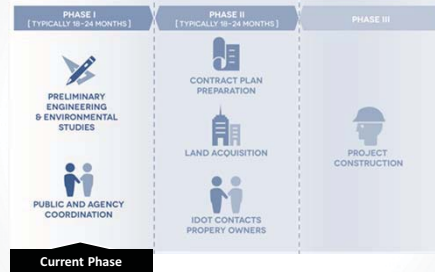 PHASE I
[ TYPICALLY 18–24 MONTHS ]
PHASE II
[ TYPICALLY 18–24 MONTHS ]
PHASE III
PRELIMINARY
ENGINEERING
& ENVIRONMENTAL
STUDIES
PUBLIC AND AGENCY
COORDINATION
CONTRACT PLAN
PREPARATION
LAND ACQUISITION
IDOT CONTACTS
PROPERY OWNERS
PROJECT
CONSTRUCTION
Current Phase